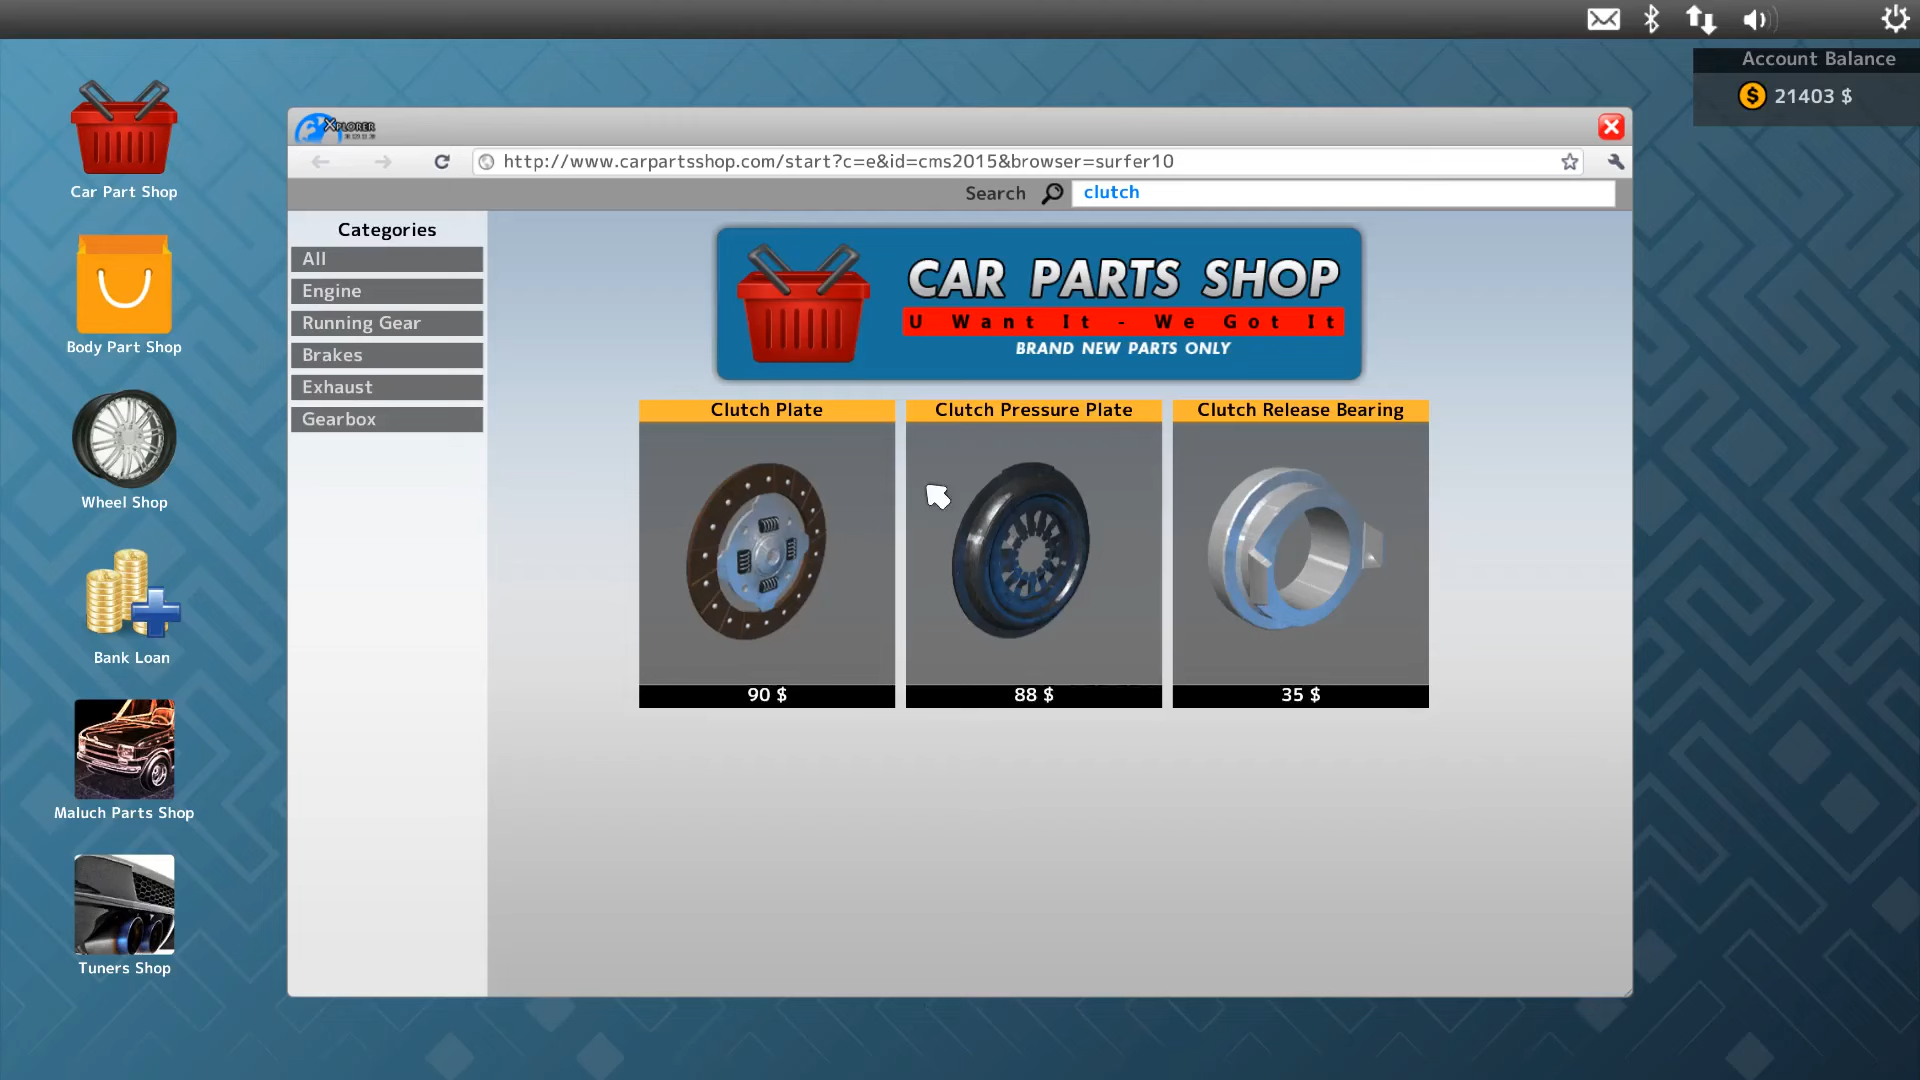 Account Balance
21403 $
Car Part Shop
Body Part Shop
Wheel Shop
Bank Loan
Maluch Parts Shop
Tuners Shop
XPLORER
http://www.carpartsshop.com/start?c=e&id=cms2015&browser=surfer10
Search clutch
Categories
All
Engine
Running Gear
Brakes
Exhaust
Gearbox
CAR PARTS SHOP
U Want It - We Got It
BRAND NEW PARTS ONLY
Clutch Plate
90 $
Clutch Pressure Plate
88 $
Clutch Release Bearing
35 $